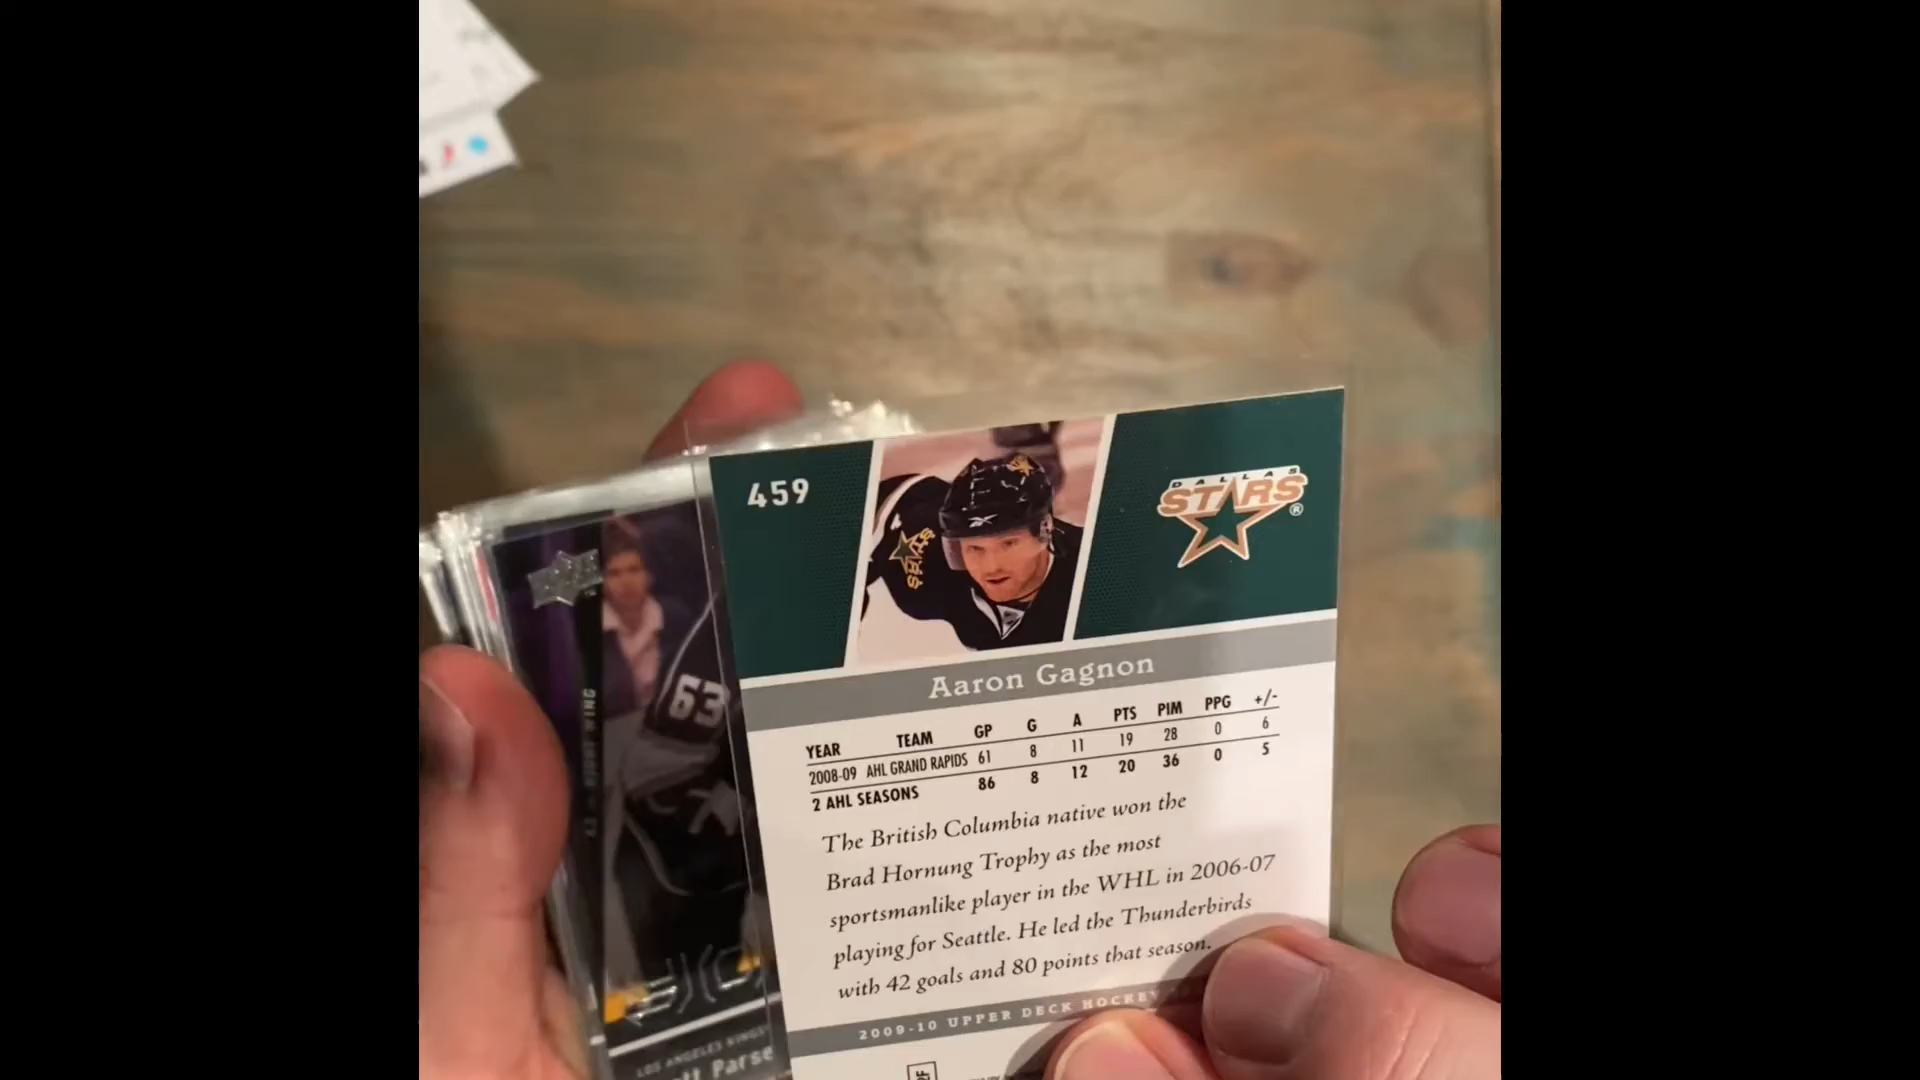 459
DALLAS
STARS
®
STARS
Aaron Gagnon
YEAR TEAM GP G A PTS PIM PPG +/-
2008-09 AHL GRAND RAPIDS 61 8 11 19 28 0 6
2 AHL SEASONS 86 8 12 20 36 0 5
The British Columbia native won the
Brad Hornung Trophy as the most
sportsmanlike player in the WHL in 2006-07
playing for Seattle. He led the Thunderbirds
with 42 goals and 80 points that season.
2009-10 UPPER DECK HOCKEY
63
LOS ANGELES KINGS
Parse